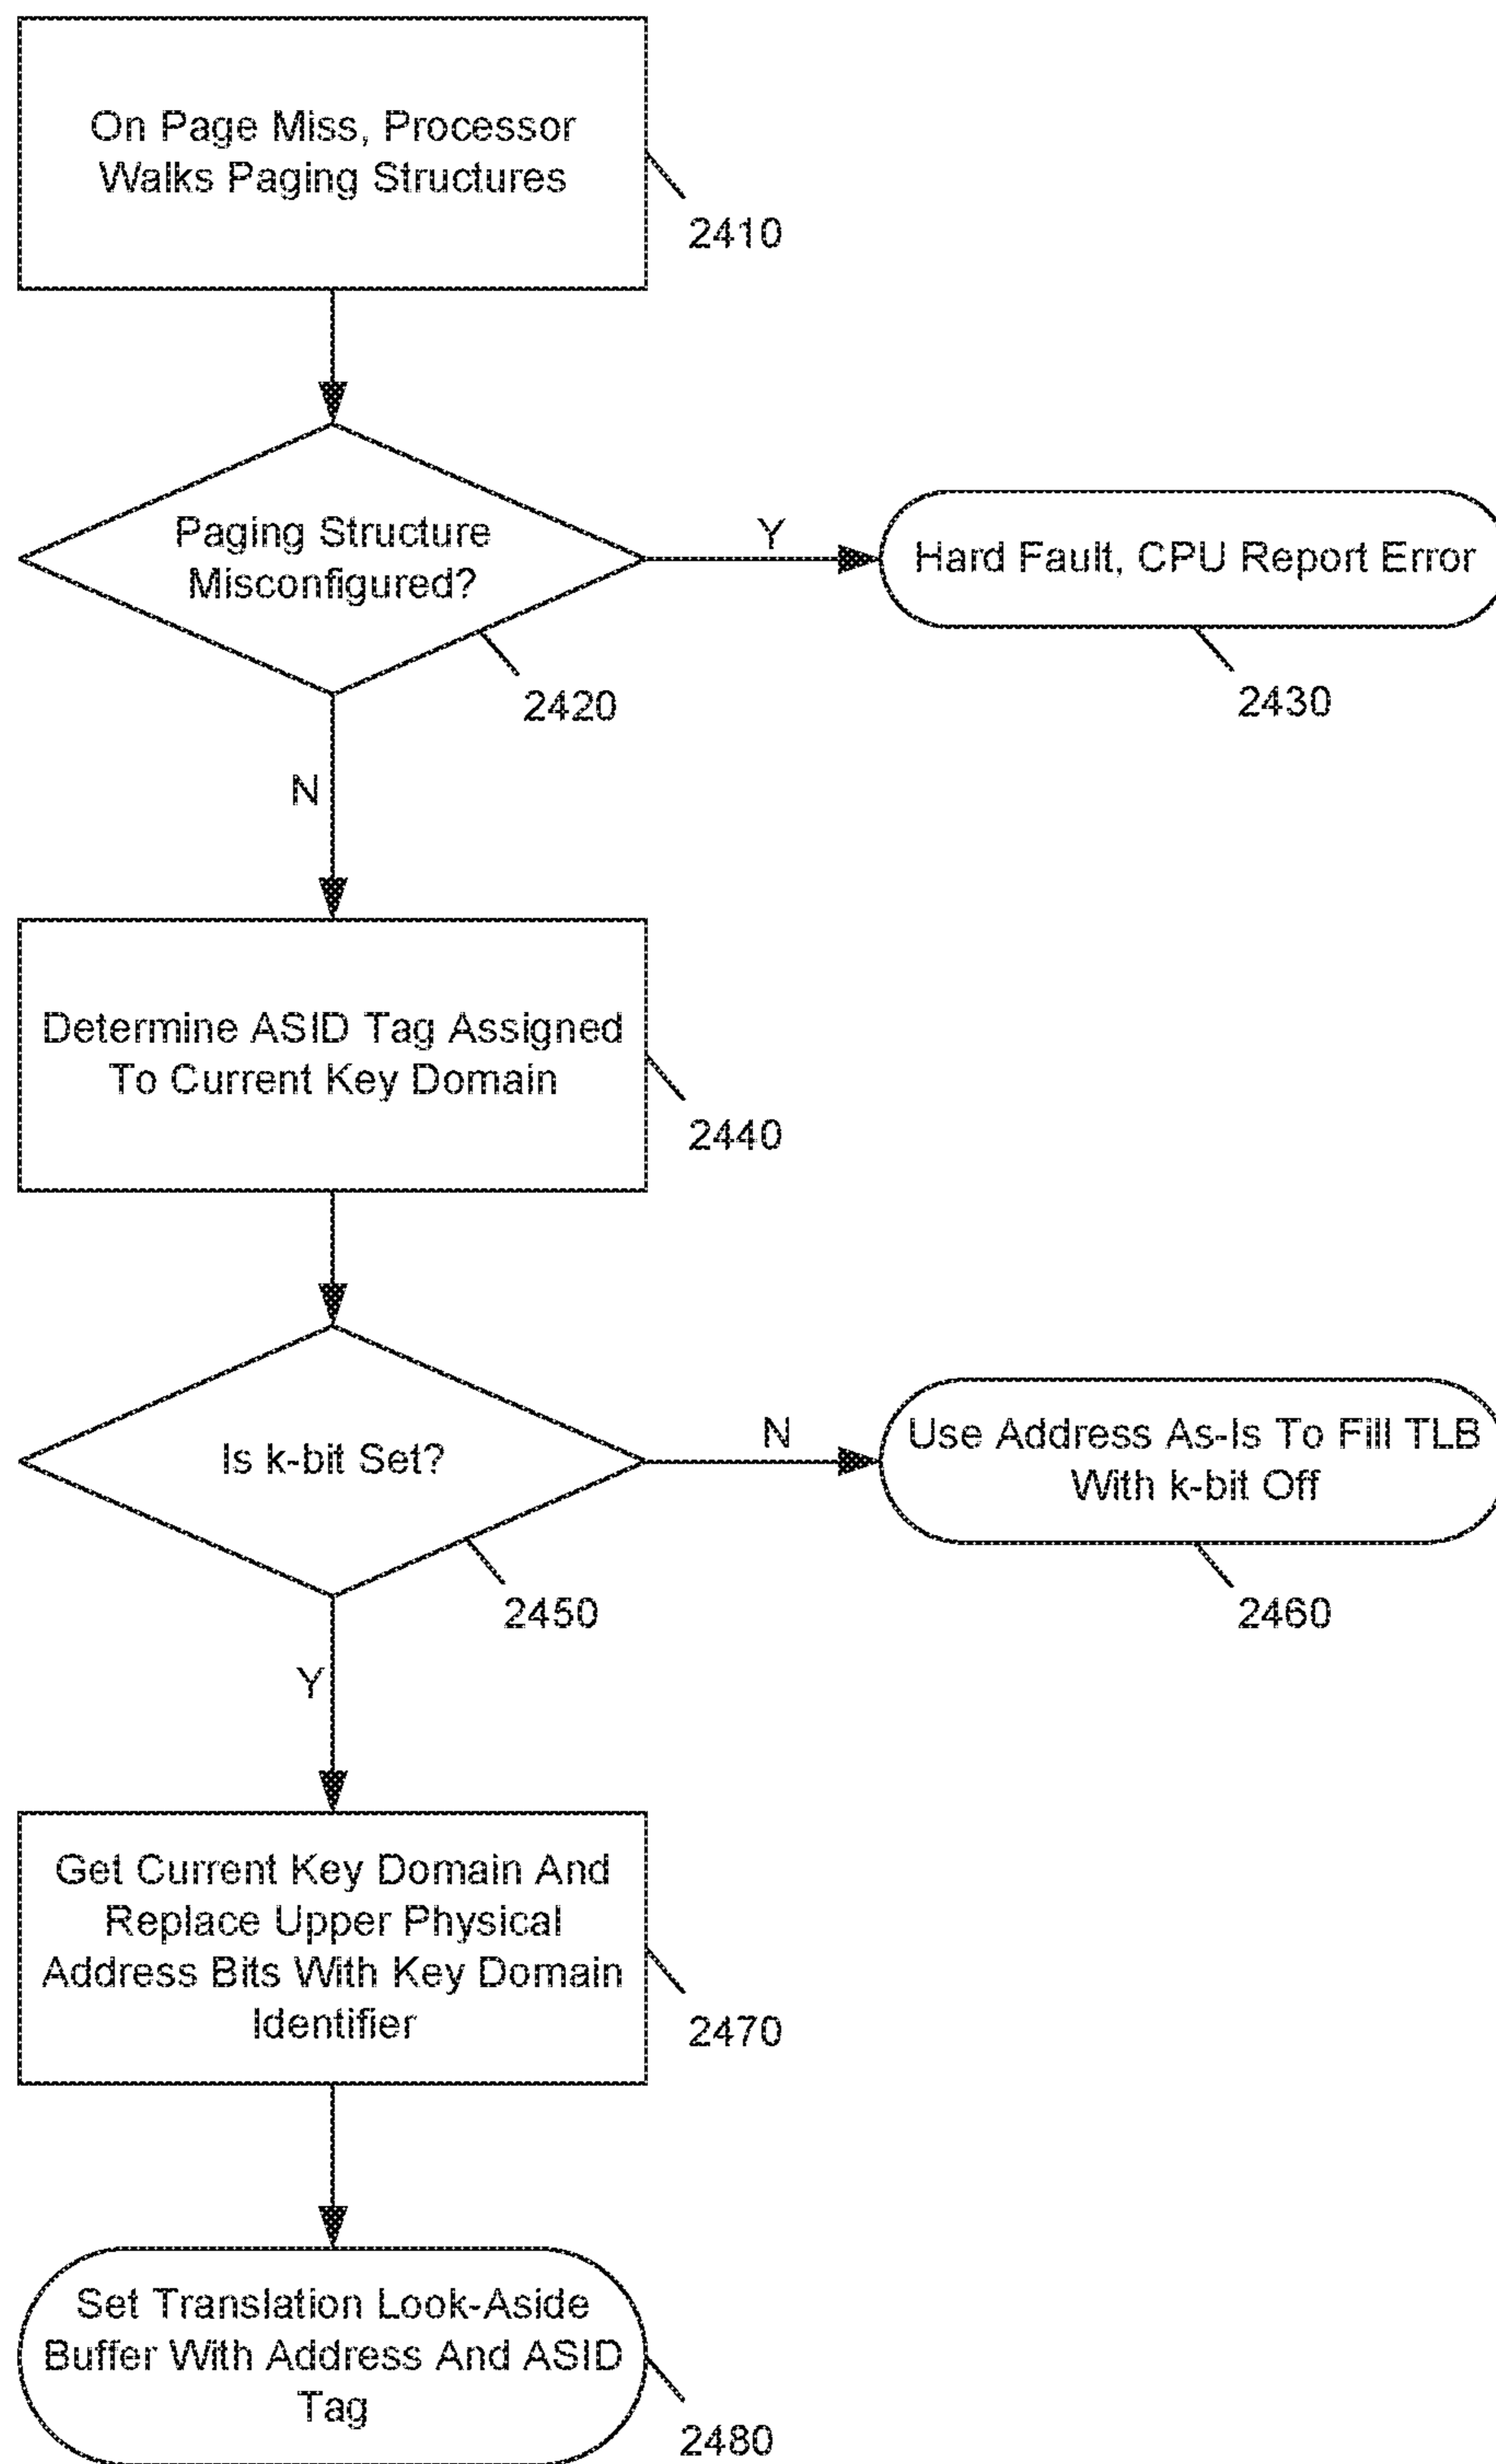 On Page Miss, Processor
Walks Paging Structures
2410
Paging Structure
Misconfigured?
2420
Y
Hard Fault, CPU Report Error
2430
N
Determine ASID Tag Assigned
To Current Key Domain
2440
Is k-bit Set?
2450
N
Use Address As-Is To Fill TLB
With k-bit Off
2460
Y
Get Current Key Domain And
Replace Upper Physical
Address Bits With Key Domain
Identifier
2470
Set Translation Look-Aside
Buffer With Address And ASID
Tag
2480